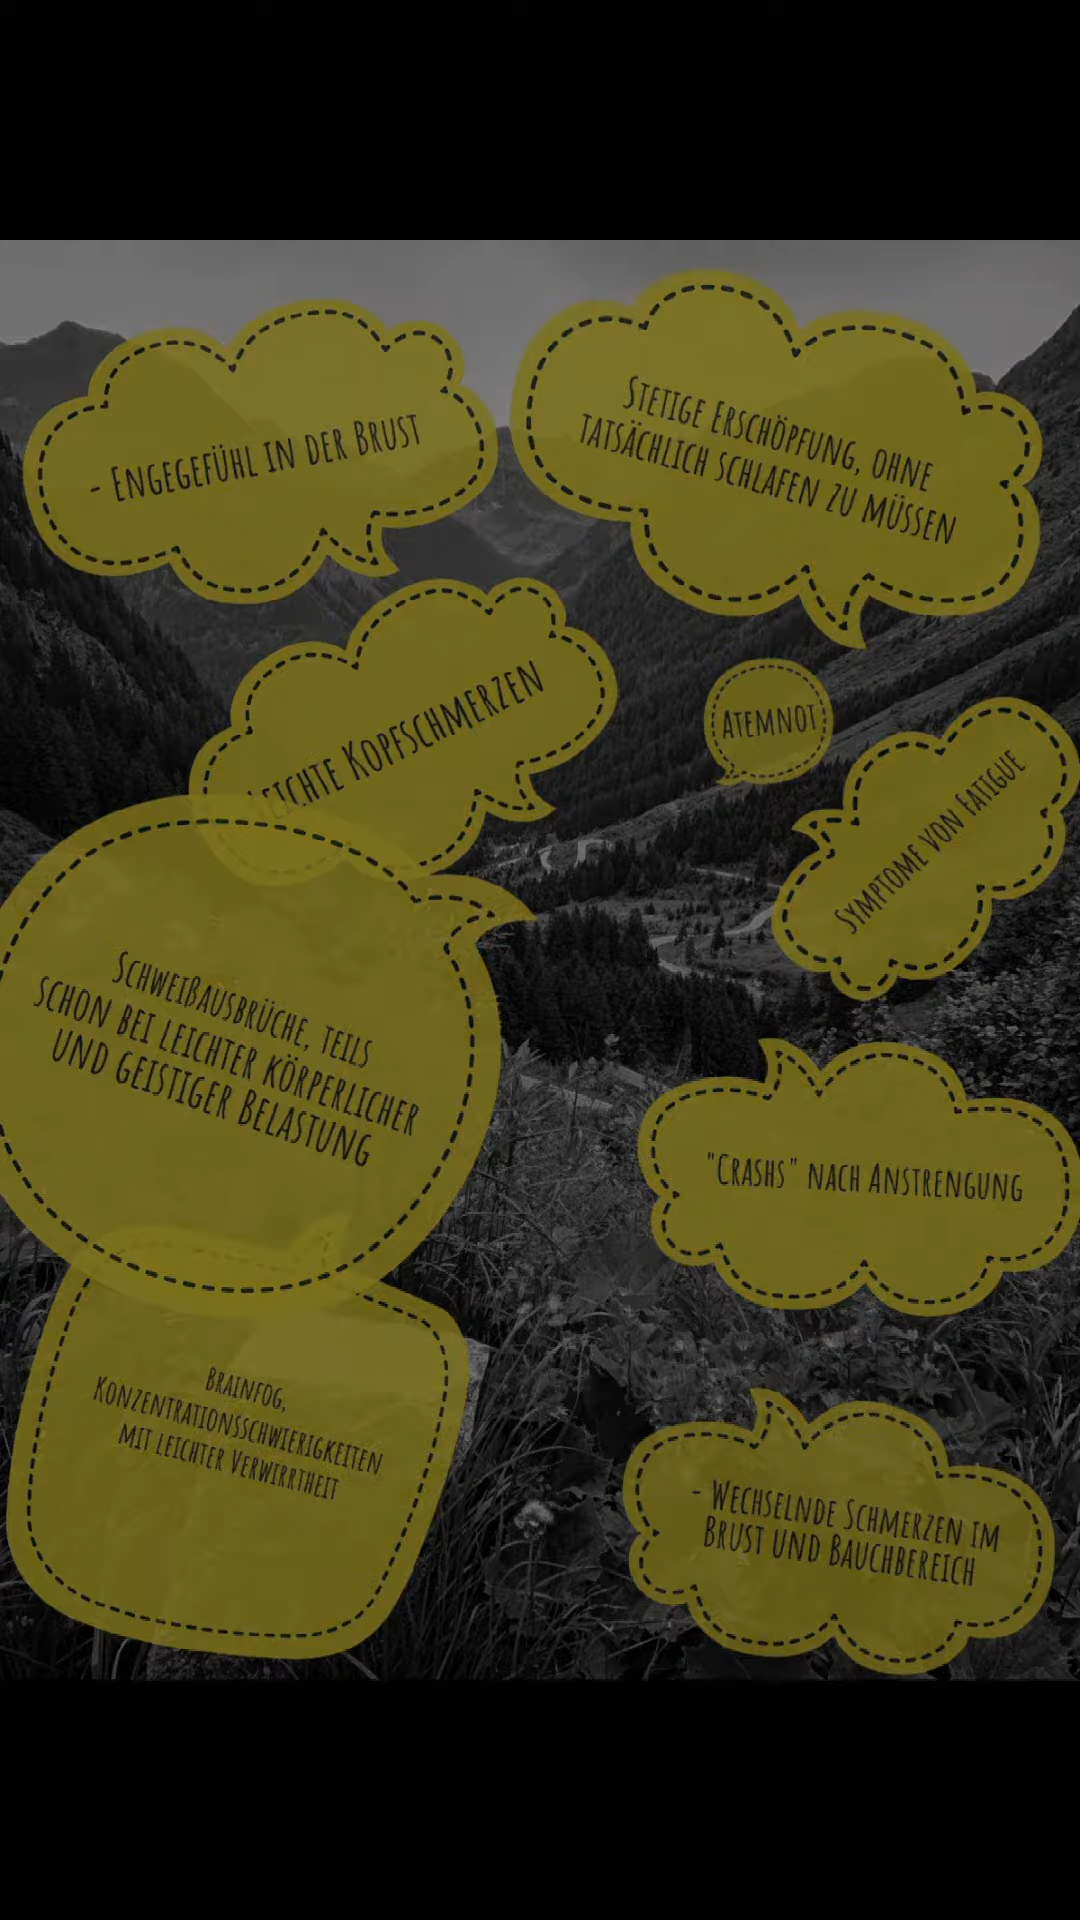 - Engegefühl in der Brust
Stetige Erschöpfung, ohne
tatsächlich schlafen zu müssen
Leichte Kopfschmerzen
Atemnot
Symptome von Fatigue
Schweißausbrüche, teils
schon bei leichter körperlicher
und geistiger Belastung
"Crashs" nach Anstrengung
Brainfog,
Konzentrationsschwierigkeiten
mit leichter Verwirrtheit
- Wechselnde Schmerzen im
Brust und Bauchbereich